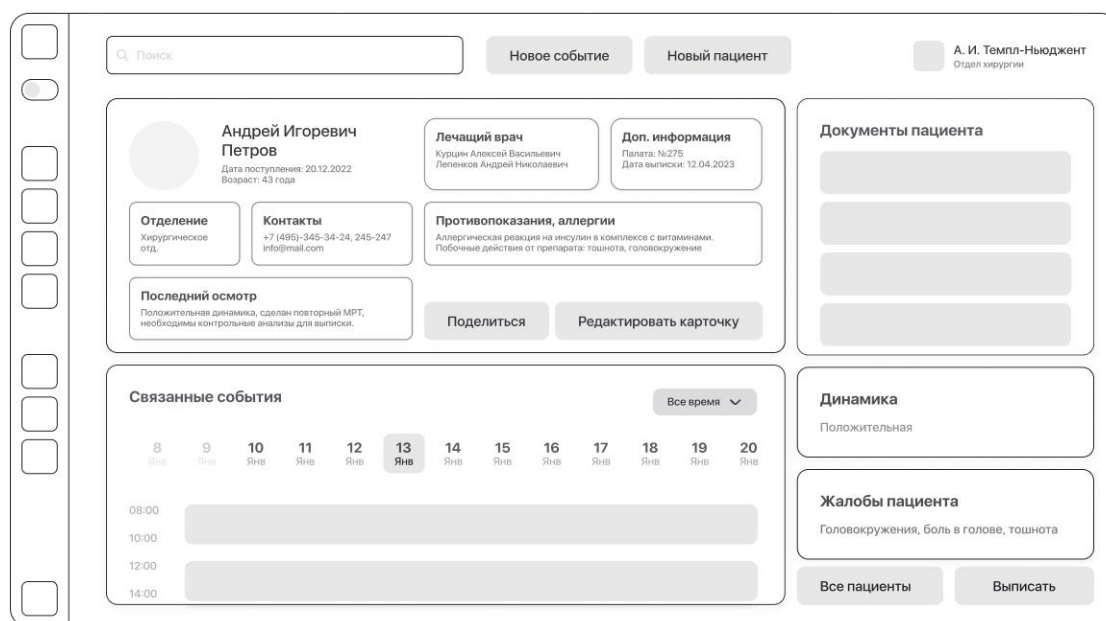 Поиск
Новое событие
Новый пациент
А. И. Темпл-Ньюджент
Отдел хирургии
Андрей Игоревич
Петров
Дата поступления: 20.12.2022
Возраст: 43 года
Лечащий врач
Курцин Алексей Васильевич
Лепенков Андрей Николаевич
Доп. информация
Палата: №275
Дата выписки: 12.04.2023
Отделение
Хирургическое
отд.
Контакты
+7 (495)-345-34-24, 245-247
info@mail.com
Противопоказания, аллергии
Аллергическая реакция на инсулин в комплексе с витаминами.
Побочные действия от препарата: тошнота, головокружение
Последний осмотр
Положительная динамика, сделан повторный МРТ,
необходимы контрольные анализы для выписки.
Поделиться
Редактировать карточку
Документы пациента
Связанные события
Все время
8 9 10 11 12 13 14 15 16 17 18 19 20
Янв Янв Янв Янв Янв Янв Янв Янв Янв Янв Янв Янв Янв
08:00
10:00
12:00
14:00
Динамика
Положительная
Жалобы пациента
Головокружения, боль в голове, тошнота
Все пациенты
Выписать